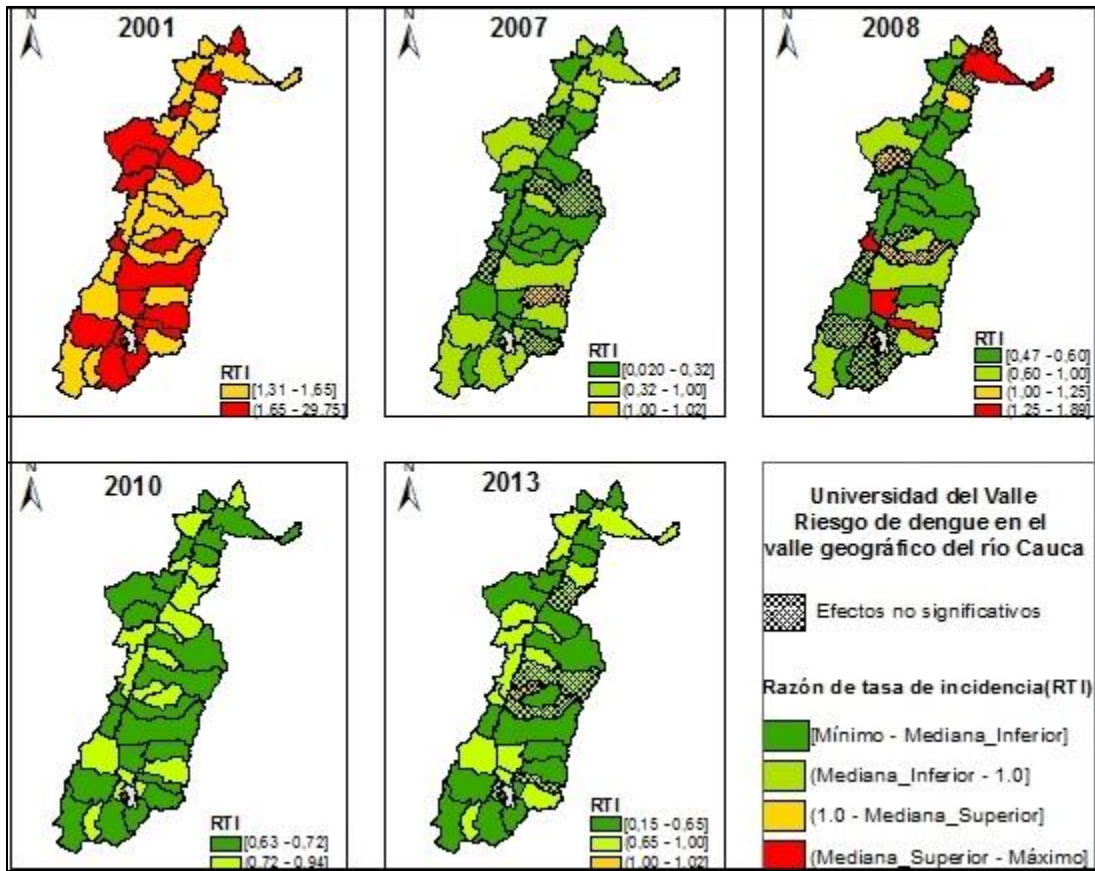 N
2001
RTI
[1,31 - 1,65]
(1.65 - 29.75]
N
2007
RTI
[0,020 - 0,32]
(0.32 - 1,00]
(1.00 - 1.02]
N
2008
RTI
[0,47 - 0,60]
(0,60 - 1,00]
(1,00 - 1,25]
(1.25 - 1.89]
N
2010
RTI
[0,63 - 0,72]
(0.72 - 0.94]
N
2013
RTI
[0,15 - 0,65]
(0,65 - 1,00]
(1.00 - 1.02]
Universidad del Valle
Riesgo de dengue en el
valle geográfico del río Cauca
Efectos no significativos
Razón de tasa de incidencia(RTI)
[Mínimo - Mediana_Inferior]
(Mediana_Inferior - 1.0]
(1.0 - Mediana_Superior]
(Mediana_Superior - Máximo]